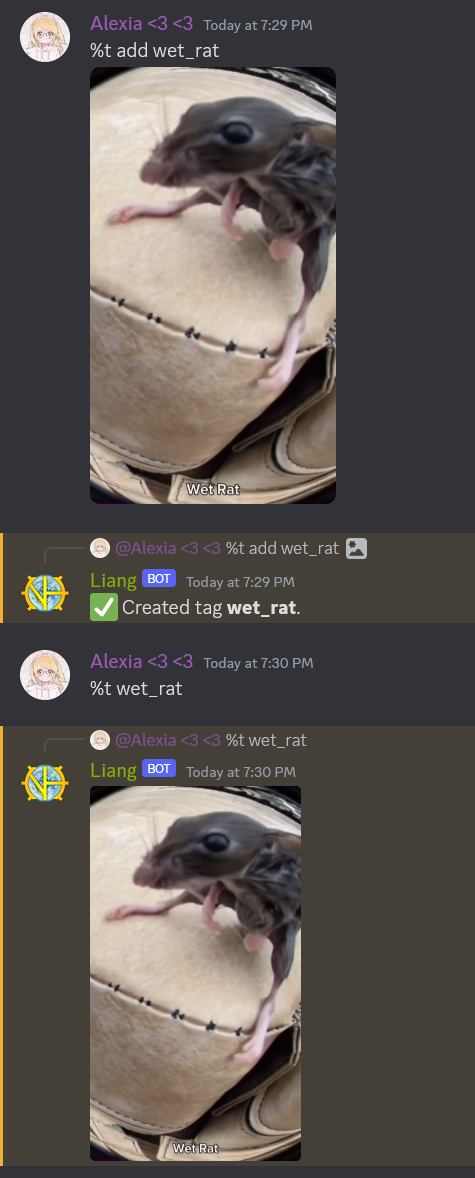 Alexia <3 <3 Today at 7:29 PM
%t add wet_rat
Wet Rat
@Alexia <3 <3 %t add wet_rat
Liang BOT Today at 7:29 PM
Created tag wet_rat.
Alexia <3 <3 Today at 7:30 PM
%t wet_rat
@Alexia <3 <3 %t wet_rat
Liang BOT Today at 7:30 PM
Wet Rat